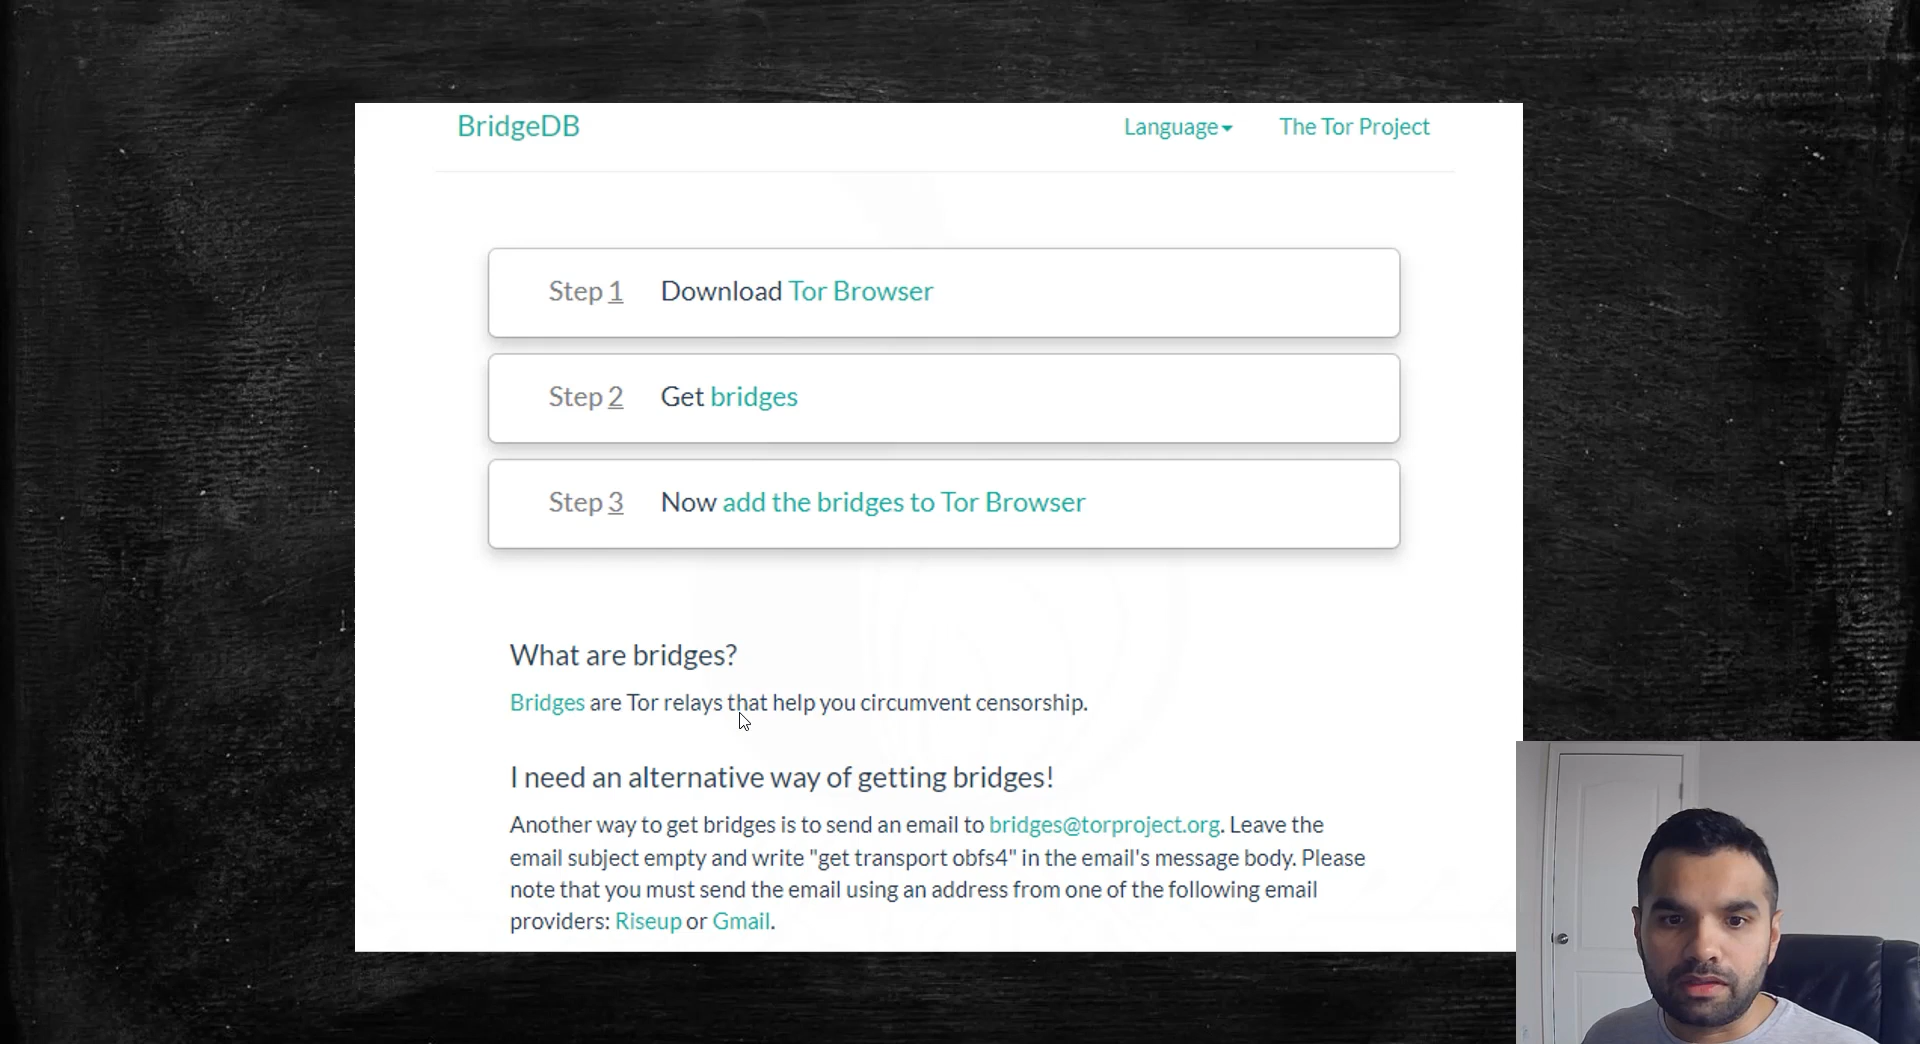 BridgeDB
Language
The Tor Project
Step 1 Download Tor Browser
Step 2 Get bridges
Step 3 Now add the bridges to Tor Browser
What are bridges?
Bridges are Tor relays that help you circumvent censorship.
I need an alternative way of getting bridges!
Another way to get bridges is to send an email to bridges@torproject.org. Leave the
email subject empty and write "get transport obfs4" in the email's message body. Please
note that you must send the email using an address from one of the following email
providers: Riseup or Gmail.